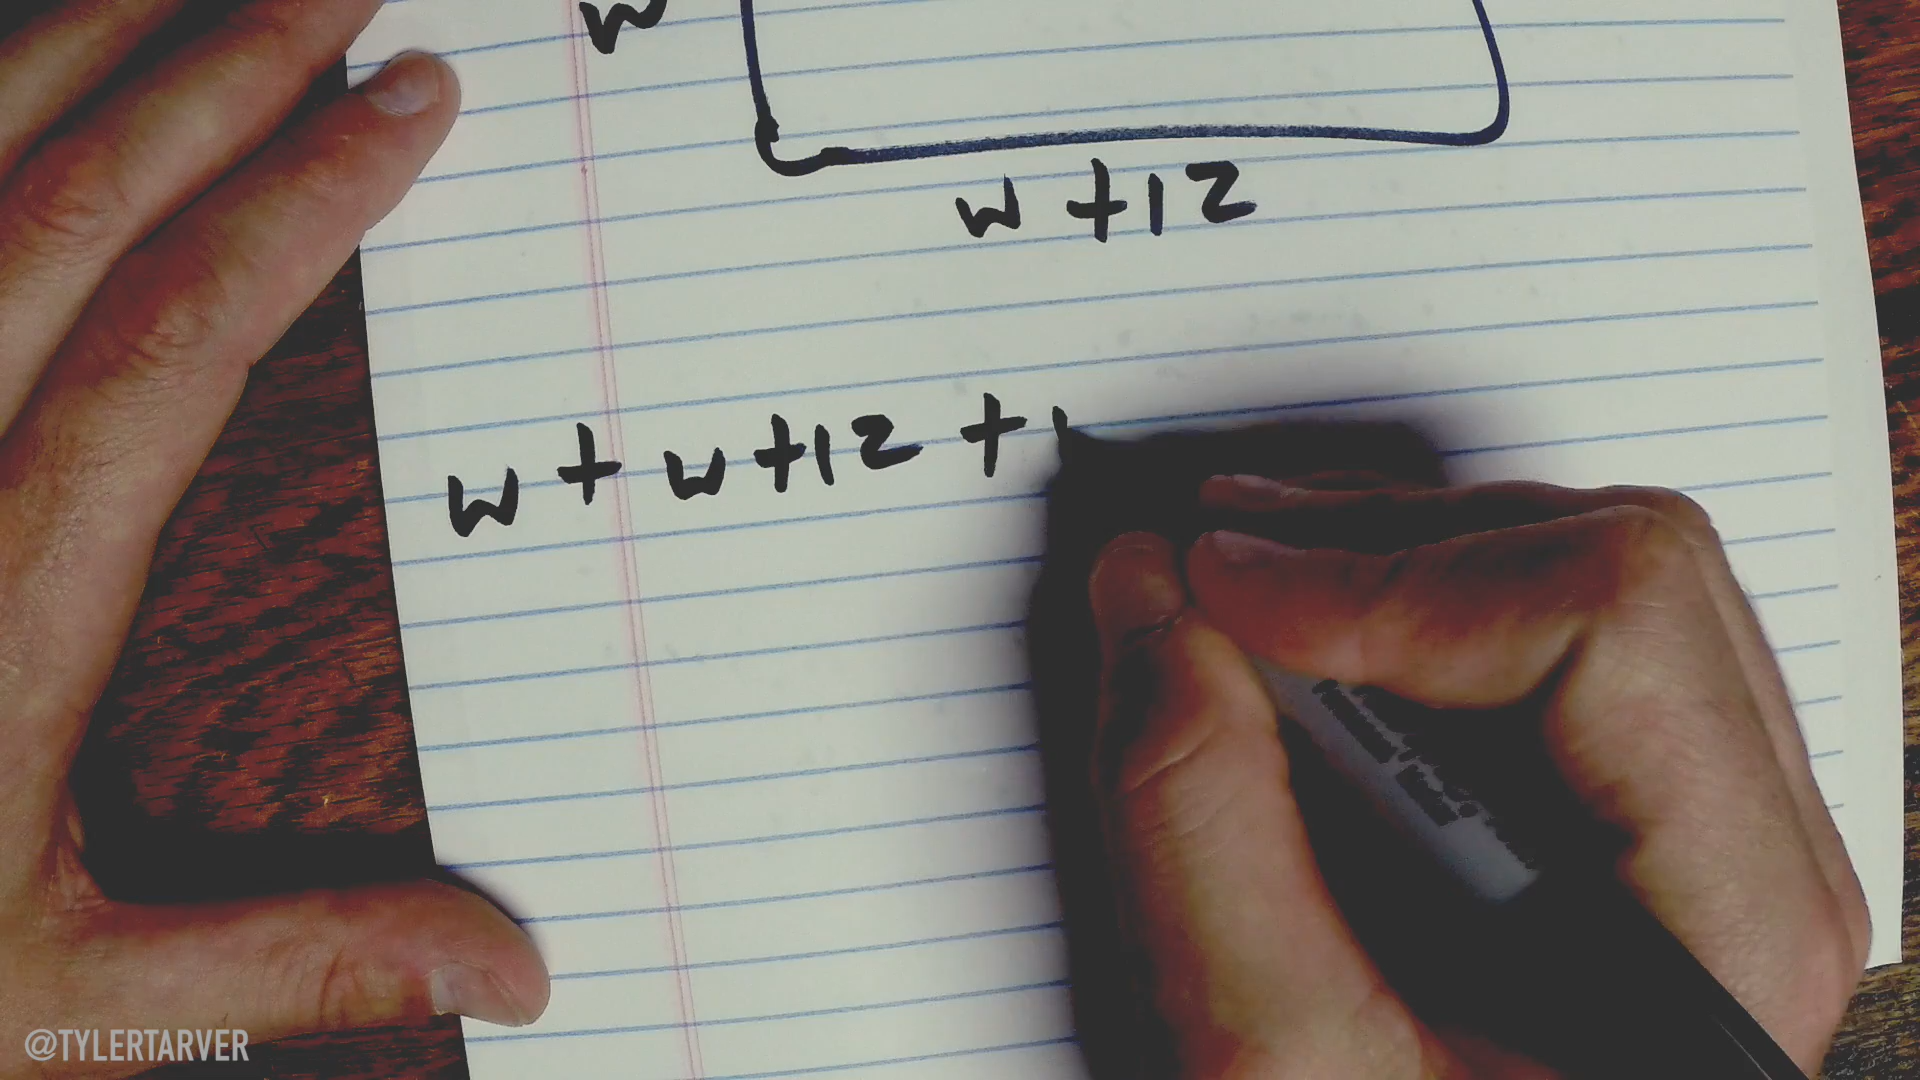 w
w + 12
w + w + 12 +
@TYLERTARVER